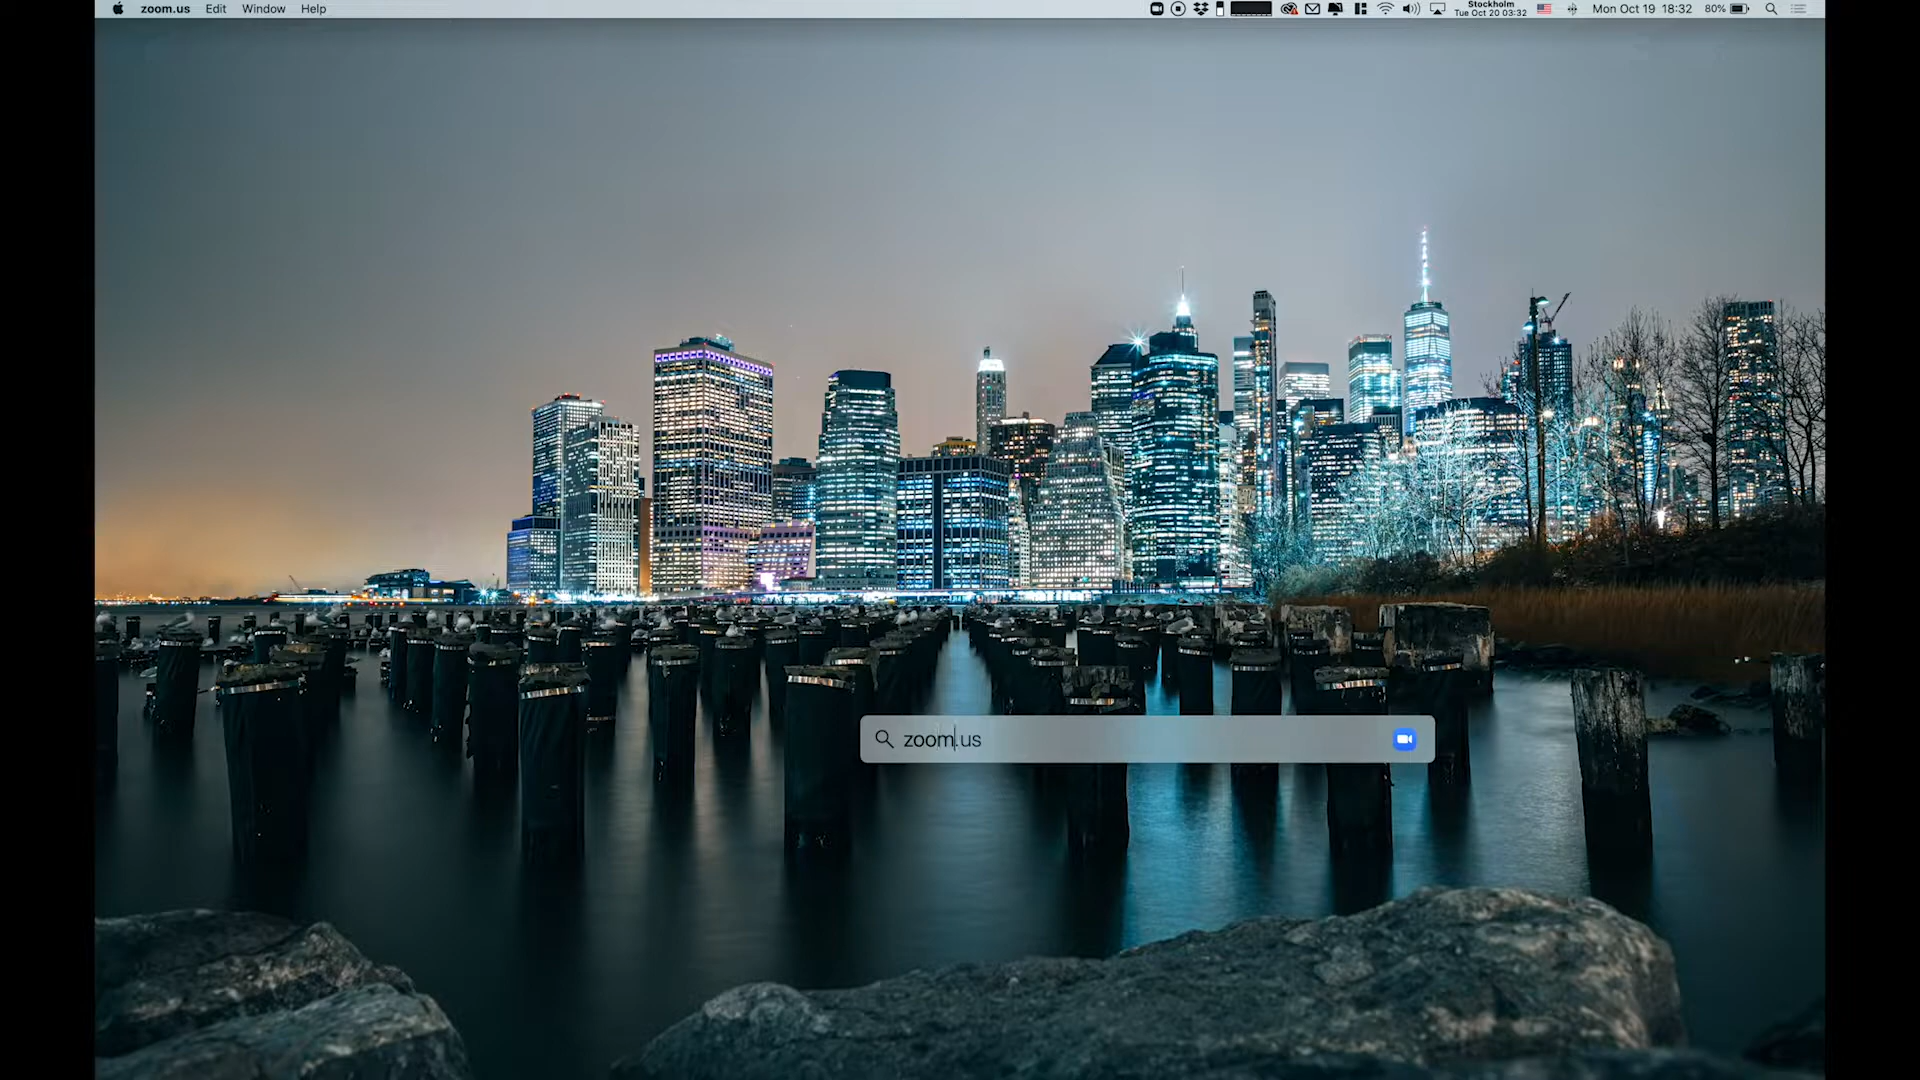 zoom.us Edit Window Help
Stockholm
Tue Oct 20 03:32
Mon Oct 19 18:32 80%
zoom.us